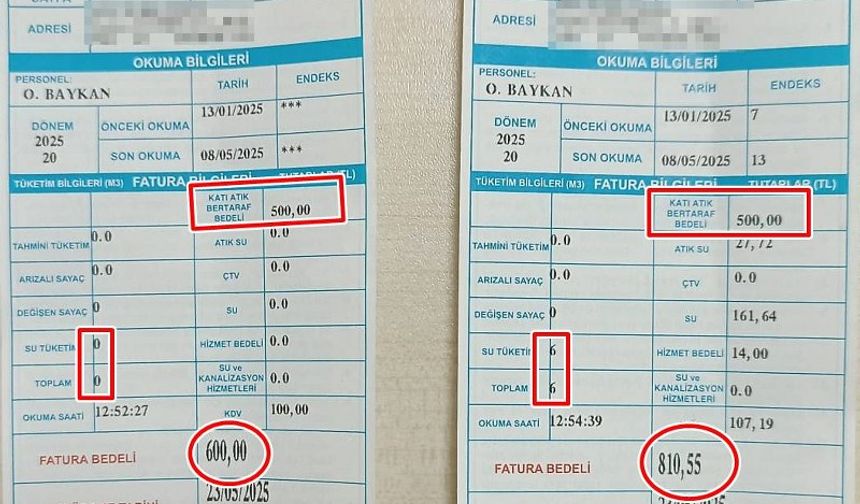 ADRESİ
OKUMA BİLGİLERİ
PERSONEL: TARİH ENDEKS
O. BAYKAN
DÖNEM ÖNCEKİ OKUMA 13/01/2025 ***
2025
20 SON OKUMA 08/05/2025 ***
TÜKETİM BİLGİLERİ (M3) FATURA BİLGİLERİ TUTARLAR (TL)
KATI ATIK
BERTARAF
BEDELİ 500,00
TAHMİNİ TÜKETİM 0.0 ATIK SU 0.0
ARIZALI SAYAÇ 0.0 ÇTV 0.0
DEĞİŞEN SAYAÇ 0 SU 0.0
SU TÜKETİM 0 HİZMET BEDELİ 0.0
TOPLAM 0 SU ve
KANALİZASYON
HİZMETLERİ 0.0
OKUMA SAATİ 12:52:27 KDV 100,00
FATURA BEDELİ 600,00
23/05/2025
ADRESİ
OKUMA BİLGİLERİ
PERSONEL: TARİH ENDEKS
O. BAYKAN
DÖNEM ÖNCEKİ OKUMA 13/01/2025 7
2025
20 SON OKUMA 08/05/2025 13
TÜKETİM BİLGİLERİ (M3) FATURA BİLGİLERİ TUTARLAR (TL)
KATI ATIK
BERTARAF
BEDELİ 500,00
TAHMİNİ TÜKETİM 0.0 ATIK SU 27,72
ARIZALI SAYAÇ 0.0 ÇTV 0.0
DEĞİŞEN SAYAÇ 0 SU 161,64
SU TÜKETİM 6 HİZMET BEDELİ 14,00
TOPLAM 6 SU ve
KANALİZASYON
HİZMETLERİ 0.0
OKUMA SAATİ 12:54:39 107,19
FATURA BEDELİ 810,55